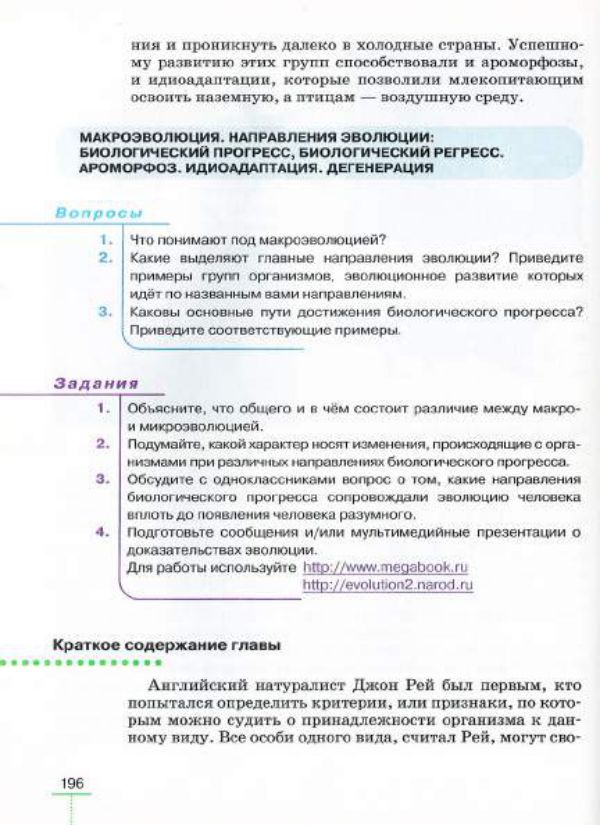 ния и проникнуть далеко в холодные страны. Успешно-
му развитию этих групп способствовали и ароморфозы,
и идиоадаптации, которые позволили млекопитающим
освоить наземную, а птицам — воздушную среду.
МАКРОЭВОЛЮЦИЯ. НАПРАВЛЕНИЯ ЭВОЛЮЦИИ:
БИОЛОГИЧЕСКИЙ ПРОГРЕСС, БИОЛОГИЧЕСКИЙ РЕГРЕСС.
АРОМОРФОЗ. ИДИОАДАПТАЦИЯ. ДЕГЕНЕРАЦИЯ
Вопросы
1. Что понимают под макроэволюцией?
2. Какие выделяют главные направления эволюции? Приведите
примеры групп организмов, эволюционное развитие которых
идёт по названным вами направлениям.
3. Каковы основные пути достижения биологического прогресса?
Приведите соответствующие примеры.
Задания
1. Объясните, что общего и в чём состоит различие между макро-
и микроэволюцией.
2. Подумайте, какой характер носят изменения, происходящие с орга-
низмами при различных направлениях биологического прогресса.
3. Обсудите с одноклассниками вопрос о том, какие направления
биологического прогресса сопровождали эволюцию человека
вплоть до появления человека разумного.
4. Подготовьте сообщения и/или мультимедийные презентации о
доказательствах эволюции.
Для работы используйте http://www.megabook.ru
http://evolution2.narod.ru
Краткое содержание главы
Английский натуралист Джон Рей был первым, кто
попытался определить критерии, или признаки, по кото-
рым можно судить о принадлежности организма к дан-
ному виду. Все особи одного вида, считал Рей, могут сво-
196